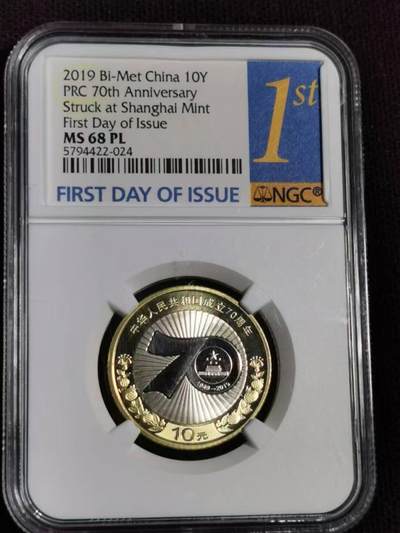 2019 Bi-Met China 10Y
PRC 70th Anniversary
Struck at Shanghai Mint
First Day of Issue
MS 68 PL
5794422-024
1st
FIRST DAY OF ISSUE
NGC®
中华人民共和国成立70周年
70
1949-2019
10元